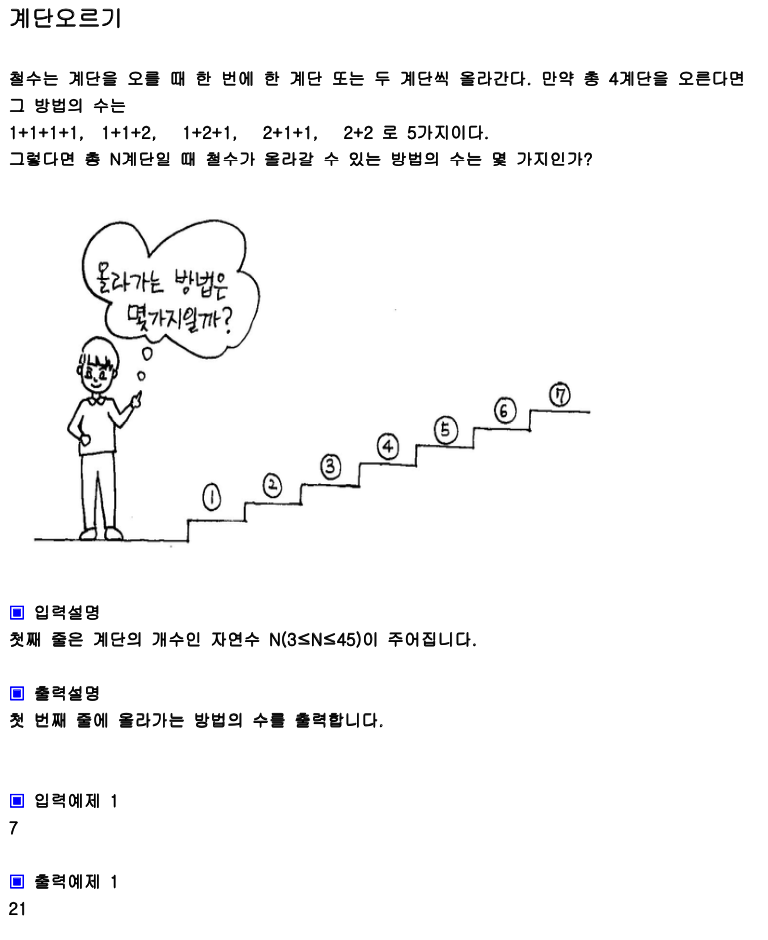 계단오르기
철수는 계단을 오를 때 한 번에 한 계단 또는 두 계단씩 올라간다. 만약 총 4계단을 오른다면
그 방법의 수는
1+1+1+1, 1+1+2, 1+2+1, 2+1+1, 2+2 로 5가지이다.
그렇다면 총 N계단일 때 철수가 올라갈 수 있는 방법의 수는 몇 가지인가?
올라가는 방법은
몇가지일까?
⑦
⑥
⑤
④
③
②
①
▣ 입력설명
첫째 줄은 계단의 개수인 자연수 N(3≤N≤45)이 주어집니다.
▣ 출력설명
첫 번째 줄에 올라가는 방법의 수를 출력합니다.
▣ 입력예제 1
7
▣ 출력예제 1
21